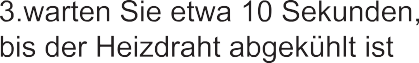 3.warten Sie etwa 10 Sekunden,
bis der Heizdraht abgekühlt ist